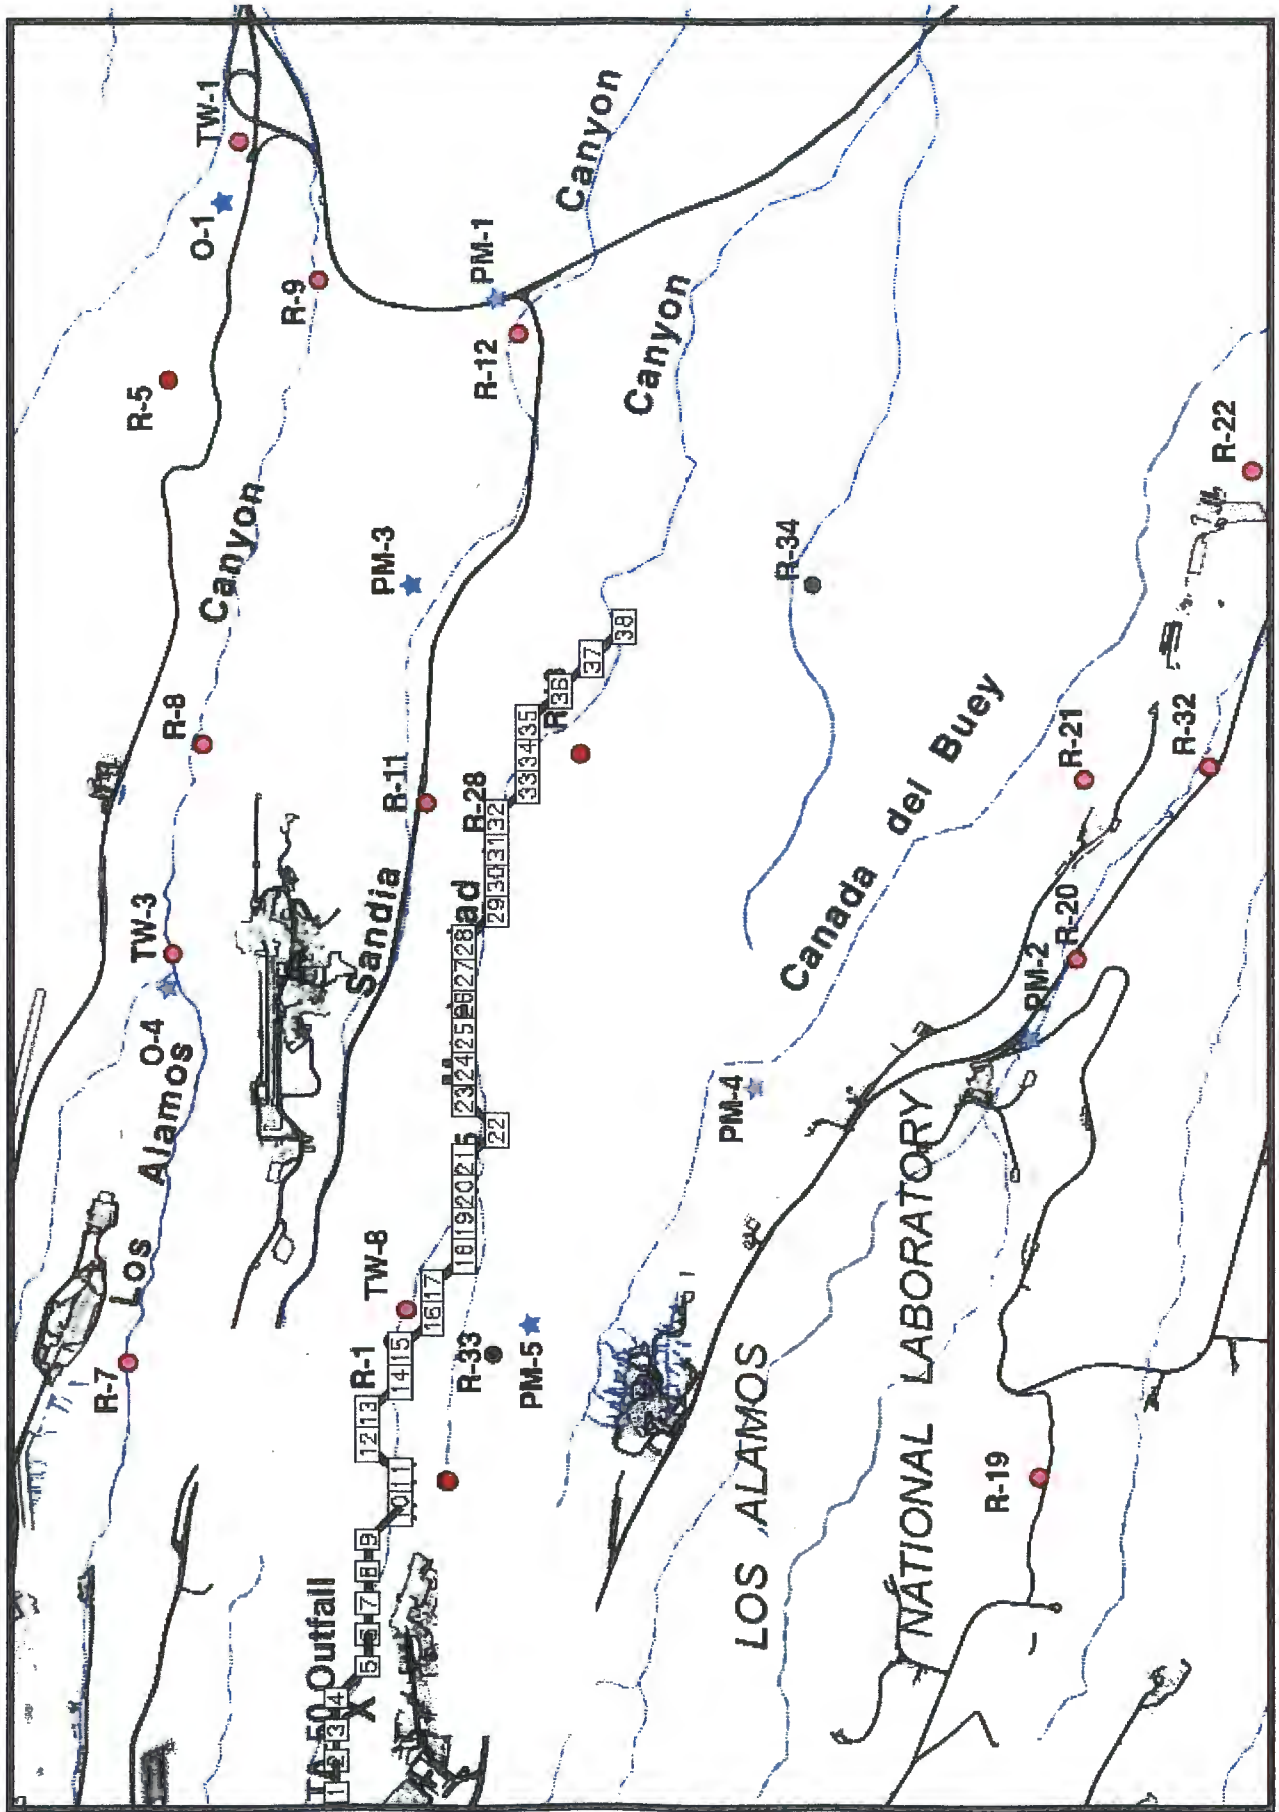 TW-1
O-1
R-9
R-5
PM-1
R-12
Canyon
Canyon
Canyon
R-22
PM-3
R-34
R-8
R-11
R-28
R-21
R-32
TW-3
O-4
Sandia
ad
Canada del Buey
R-20
PM-2
PM-4
Los Alamos
R-7
TW-8
R-1
R-33
PM-5
R-19
LOS ALAMOS
NATIONAL LABORATORY
TA-50 Outfall
X
R
1 2 3 4
5 6 7 8 9
10 11
12 13
14 15
16 17
18 19 20 21
22
23 24 25 26 27 28
29 30 31 32
33 34 35
36
37
38